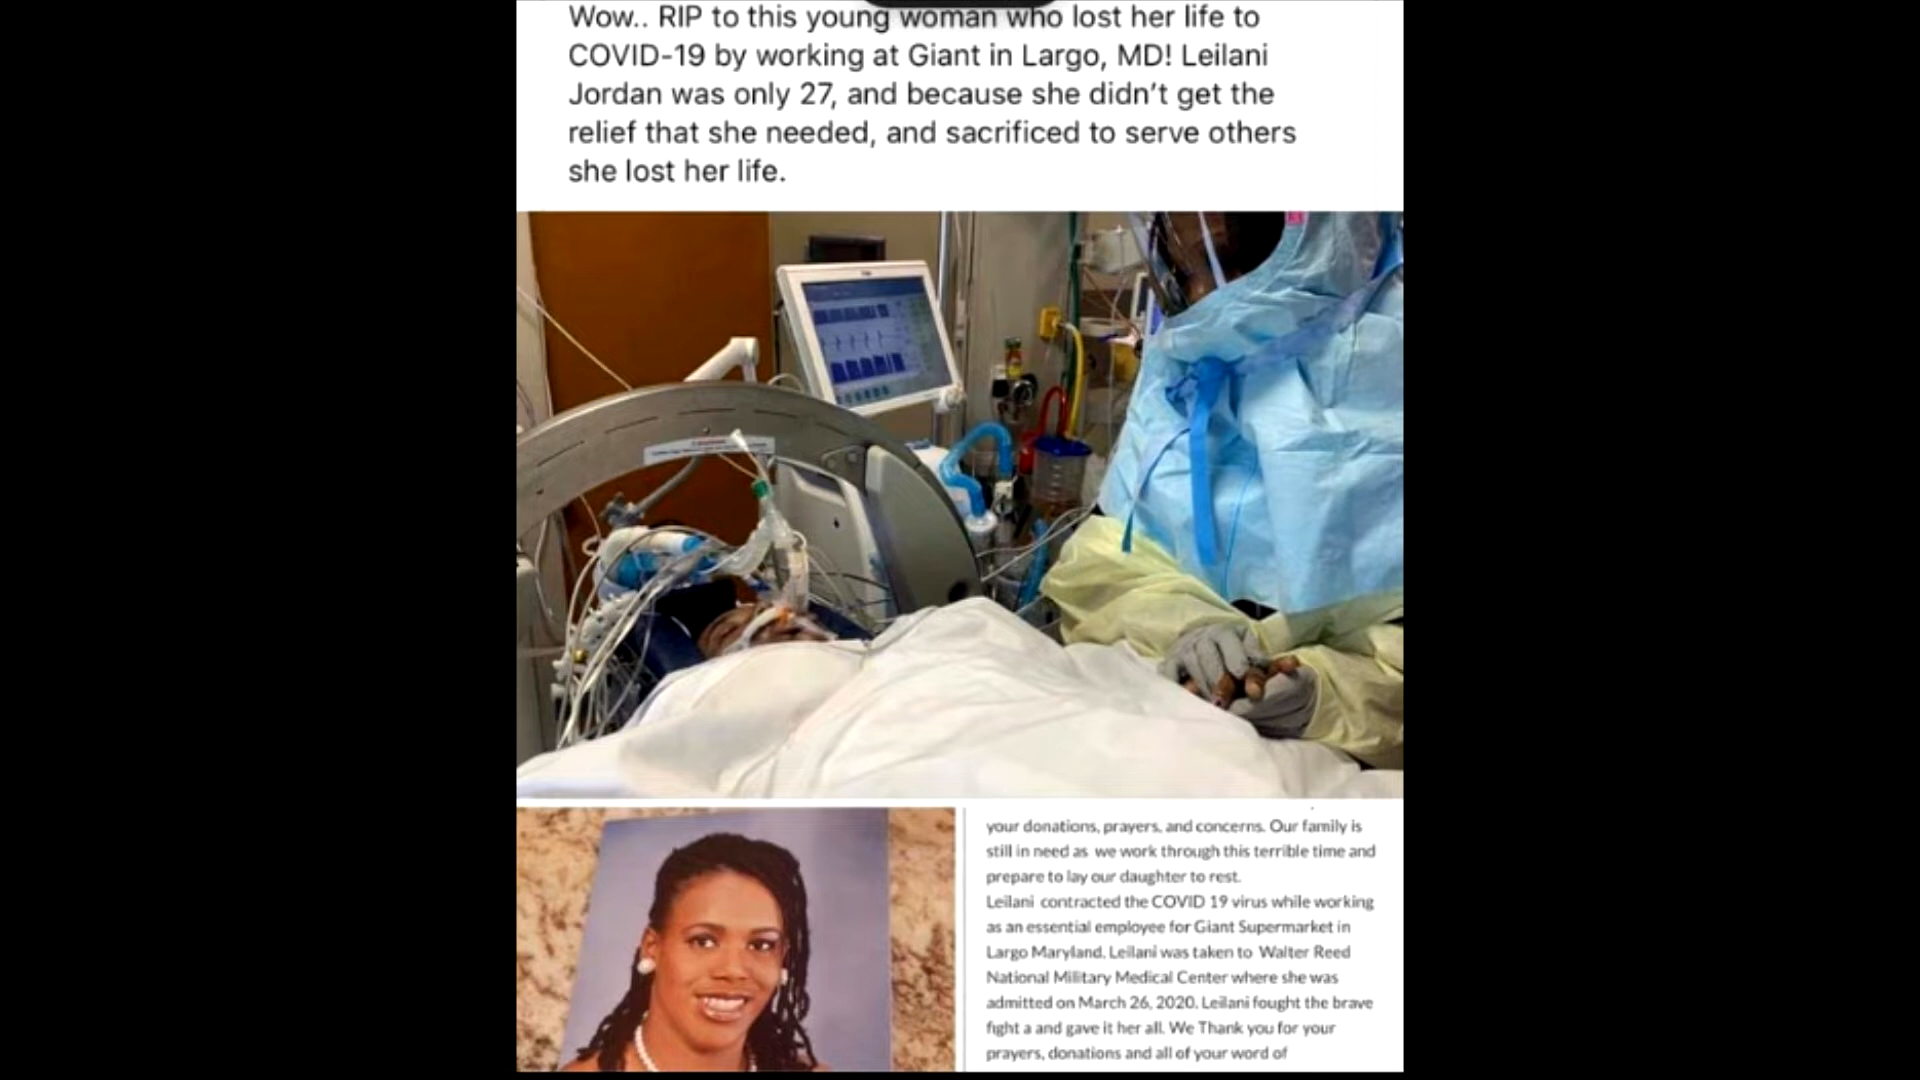 Wow.. RIP to this young woman who lost her life to
COVID-19 by working at Giant in Largo, MD! Leilani
Jordan was only 27, and because she didn't get the
relief that she needed, and sacrificed to serve others
she lost her life.
your donations, prayers, and concerns. Our family is
still in need as we work through this terrible time and
prepare to lay our daughter to rest.
Leilani contracted the COVID 19 virus while working
as an essential employee for Giant Supermarket in
Largo Maryland. Leilani was taken to Walter Reed
National Military Medical Center where she was
admitted on March 26, 2020. Leilani fought the brave
fight a and gave it her all. We Thank you for your
prayers, donations and all of your word of